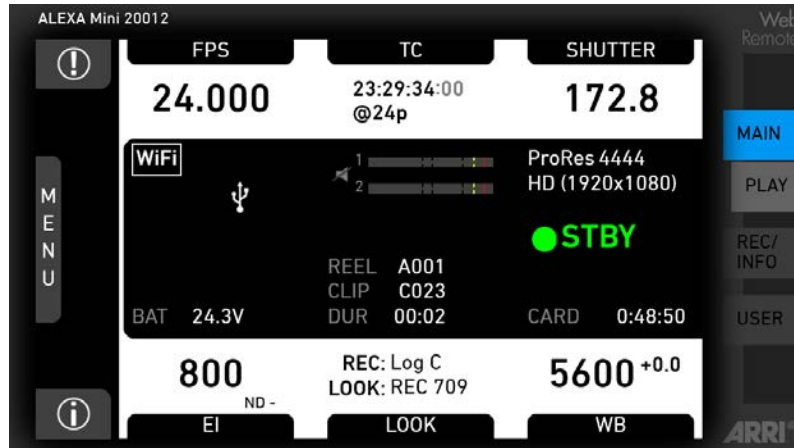 ALEXA Mini 20012
Web
Remote
FPS
TC
SHUTTER
24.000
23:29:34:00
@24p
172.8
MAIN
WiFi
1
2
ProRes 4444
HD (1920x1080)
PLAY
MENU
STBY
REC/
INFO
REEL A001
CLIP C023
BAT 24.3V
DUR 00:02
CARD 0:48:50
USER
800
ND -
REC: Log C
LOOK: REC 709
5600 +0.0
EI
LOOK
WB
ARRI